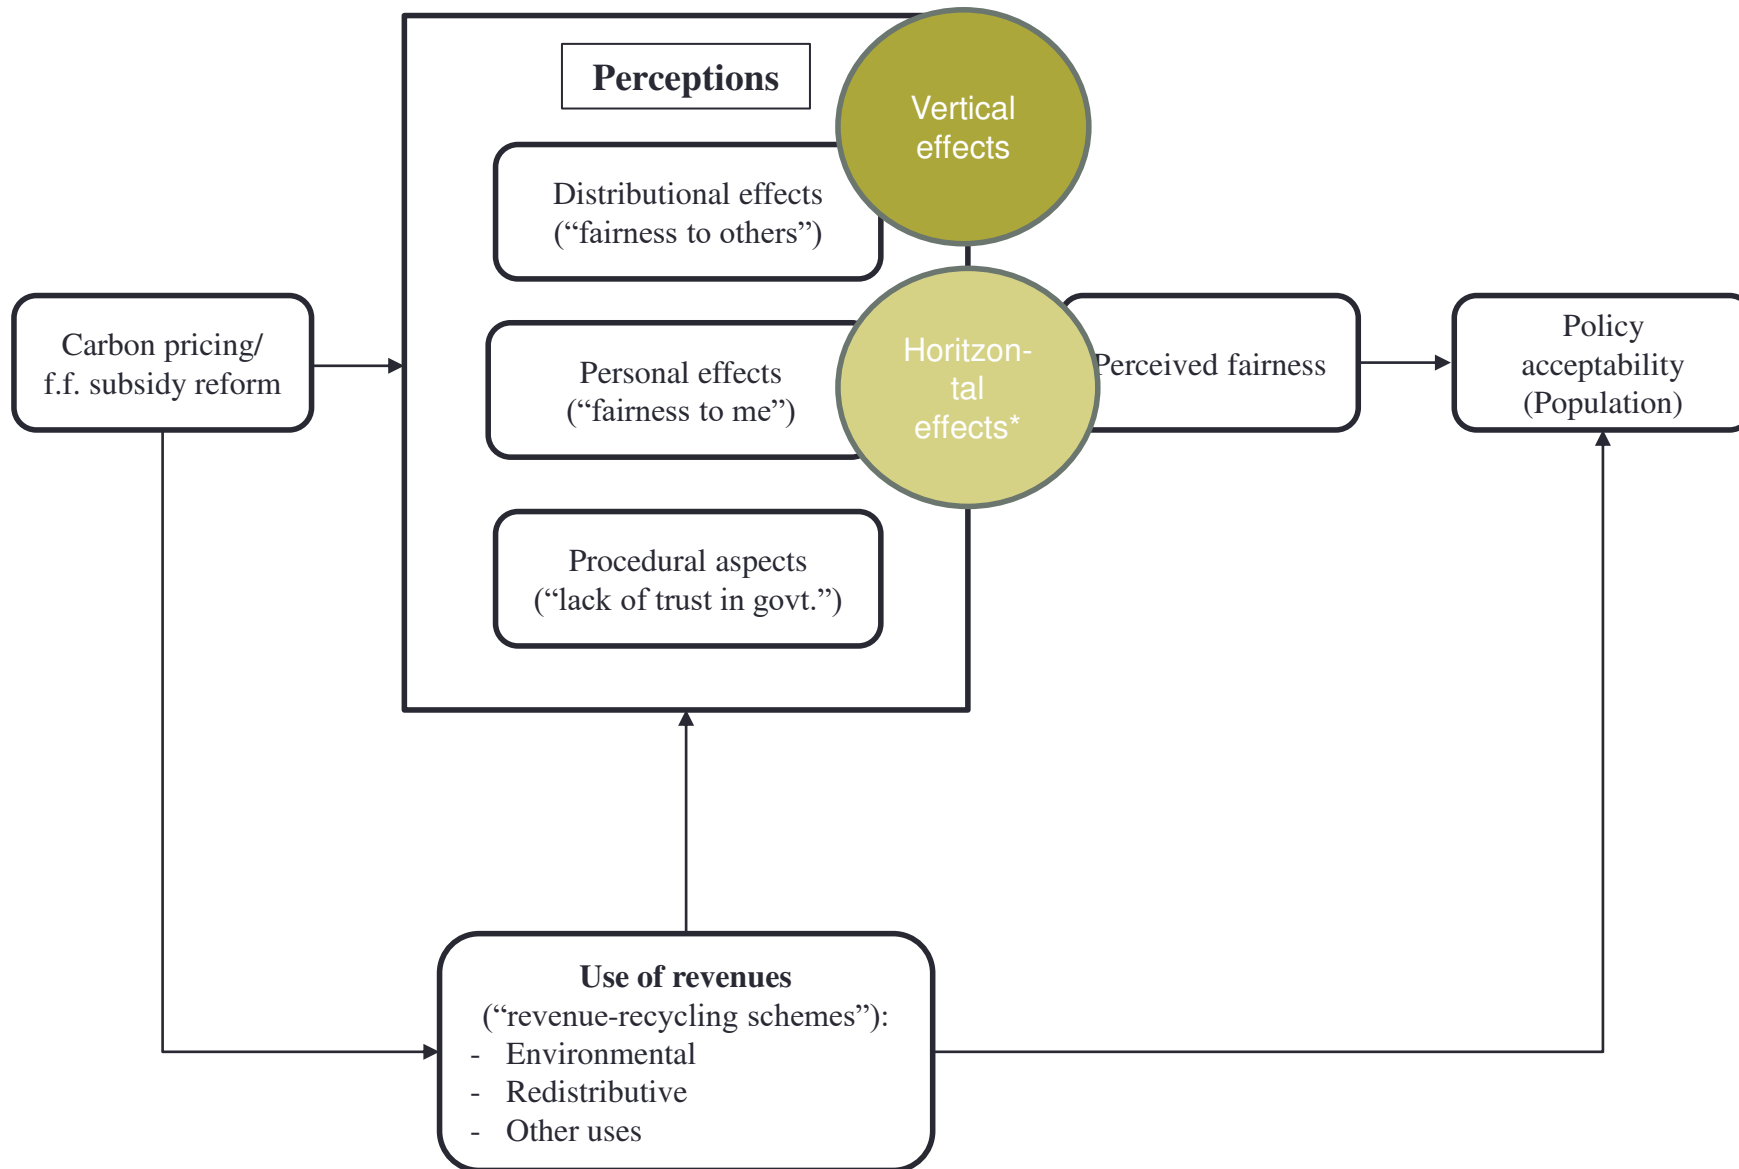 Perceptions
Vertical
effects
Distributional effects
(“fairness to others”)
Carbon pricing/
f.f. subsidy reform
Personal effects
(“fairness to me”)
Horitzon-
tal
effects*
Perceived fairness
Policy
acceptability
(Population)
Procedural aspects
(“lack of trust in govt.”)
Use of revenues
(“revenue-recycling schemes”):
- Environmental
- Redistributive
- Other uses